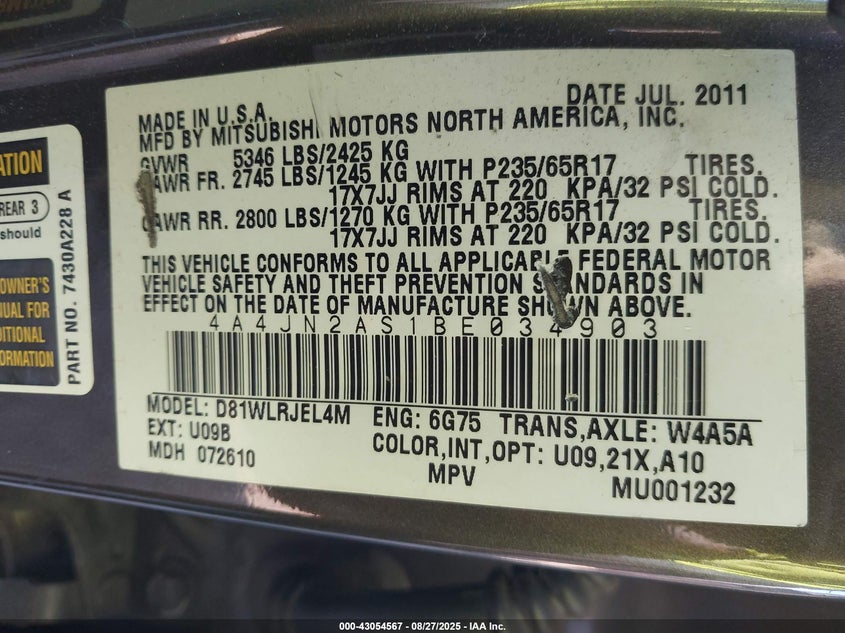 DATE JUL. 2011
MADE IN U.S.A.
MFD BY MITSUBISHI MOTORS NORTH AMERICA, INC.
GVWR 5346 LBS/2425 KG
GAWR FR. 2745 LBS/1245 KG WITH P235/65R17 TIRES.
17X7JJ RIMS AT 220 KPA/32 PSI COLD.
GAWR RR. 2800 LBS/1270 KG WITH P235/65R17 TIRES.
17X7JJ RIMS AT 220 KPA/32 PSI COLD.
THIS VEHICLE CONFORMS TO ALL APPLICABLE FEDERAL MOTOR
VEHICLE SAFETY AND THEFT PREVENTION STANDARDS IN
EFFECT ON THE DATE OF MANUFACTURE SHOWN ABOVE.
4A4JN2AS1BE034903
MODEL: D81WLRJEL4M ENG: 6G75 TRANS,AXLE: W4A5A
EXT: U09B COLOR,INT,OPT: U09,21X,A10
MDH 072610 MPV MU001232
REAR 3
should
OWNER'S
FOR
PART NO. 7430A228 A
000-43054567 - 08/27/2025 - IAA Inc.